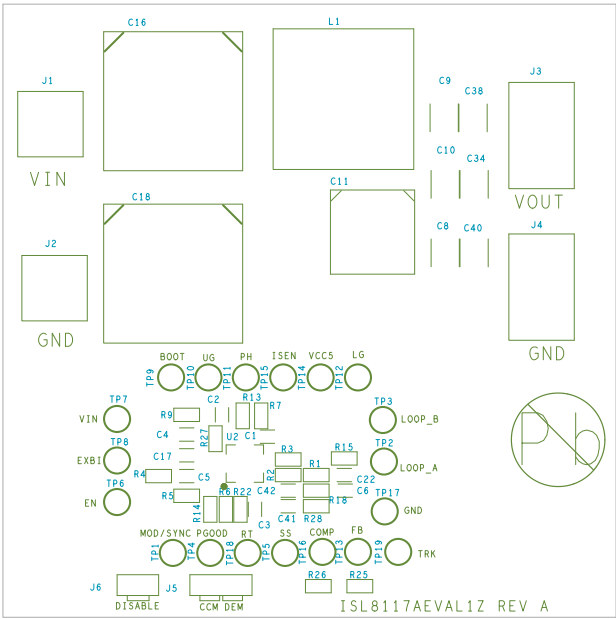 C16 L1
J1 C9 C38 J3
VIN C10 C34
C11
C18 VOUT
J2 C8 C40 J4
GND GND
BOOT UG PH ISEN VCC5 LG
TP9 TP10 TP11 TP15 TP14 TP12
TP7 C2 R13 R7 TP3
VIN R9 LOOP_B
C4 R27 U2 C1
TP8 TP2
EXBI C17 R3 R15 LOOP_A
R4 C5 R2 R1 C22
TP6 R5 R6 R22 C42 C6 TP17
EN R14 R18 GND
C3 C41 R28
MOD/SYNC PGOOD RT SS COMP FB
TP1 TP4 TP18 TP5 TP16 TP13 TP19 TRK
J6 J5 R26 R25
DISABLE CCM DEM ISL8117AEVAL1Z REV A
Pb